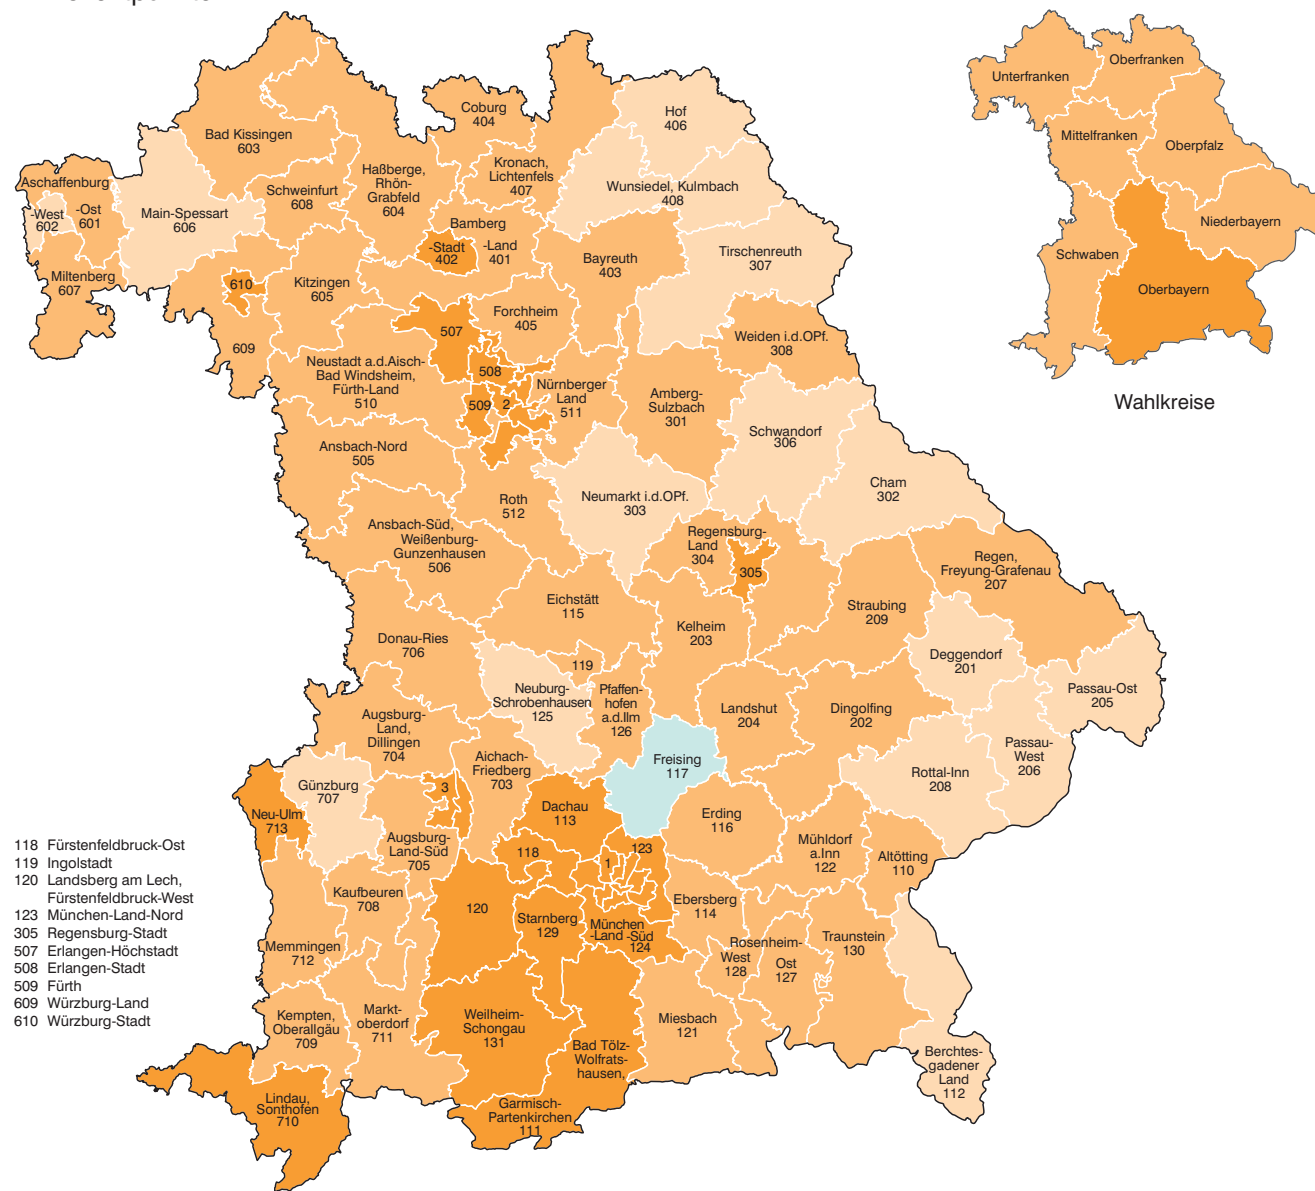 Unterfranken
Oberfranken
Mittelfranken
Oberpfalz
Niederbayern
Schwaben
Oberbayern
Wahlkreise
Hof
406
Coburg
404
Bad Kissingen
603
Kronach,
Lichtenfels
407
Haßberge,
Rhön-
Grabfeld
604
Wunsiedel, Kulmbach
408
Aschaffenburg
-West
602
-Ost
601
Main-Spessart
606
Schweinfurt
608
Bamberg
-Stadt
402
-Land
401
Bayreuth
403
Tirschenreuth
307
Miltenberg
607
610
Kitzingen
605
Forchheim
405
507
609
Weiden i.d.OPf.
308
Neustadt a.d.Aisch-
Bad Windsheim,
Fürth-Land
510
508
509
2
Nürnberger
Land
511
Amberg-
Sulzbach
301
Schwandorf
306
Ansbach-Nord
505
Cham
302
Neumarkt i.d.OPf.
303
Roth
512
Ansbach-Süd,
Weißenburg-
Gunzenhausen
506
Regensburg-
Land
304
305
Regen,
Freyung-Grafenau
207
Eichstätt
115
Straubing
209
Kelheim
203
Donau-Ries
706
Deggendorf
201
119
Neuburg-
Schrobenhausen
125
Pfaffen-
hofen
a.d.Ilm
126
Passau-Ost
205
Landshut
204
Dingolfing
202
Augsburg-
Land,
Dillingen
704
Passau-
West
206
Aichach-
Friedberg
703
Freising
117
Rottal-Inn
208
Günzburg
707
3
Neu-Ulm
713
Dachau
113
Erding
116
Mühldorf
a.Inn
122
Augsburg-
Land-Süd
705
118
1
123
Altötting
110
Kaufbeuren
708
120
Ebersberg
114
Starnberg
129
München
-Land -Süd
124
Memmingen
712
Rosenheim-
West
128
Ost
127
Traunstein
130
Kempten,
Oberallgäu
709
Markt-
oberdorf
711
Weilheim-
Schongau
131
Miesbach
121
Bad Tölz-
Wolfrats-
hausen,
Garmisch-
Partenkirchen
111
Berchtes-
gadener
Land
112
Lindau,
Sonthofen
710
118 Fürstenfeldbruck-Ost
119 Ingolstadt
120 Landsberg am Lech,
Fürstenfeldbruck-West
123 München-Land-Nord
305 Regensburg-Stadt
507 Erlangen-Höchstadt
508 Erlangen-Stadt
509 Fürth
609 Würzburg-Land
610 Würzburg-Stadt